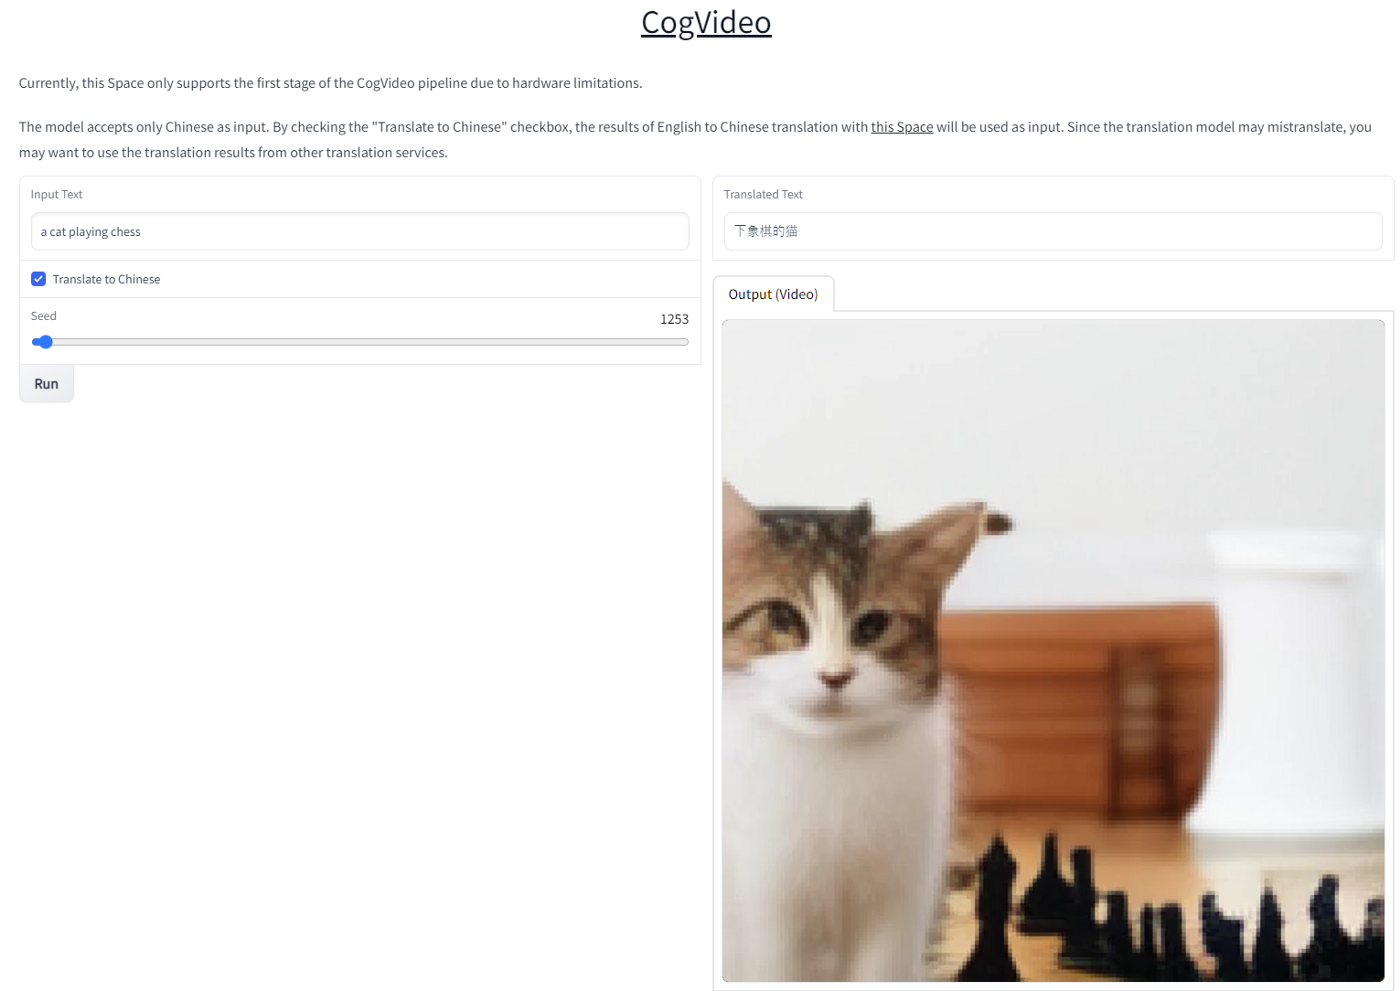 CogVideo
Currently, this Space only supports the first stage of the CogVideo pipeline due to hardware limitations.
The model accepts only Chinese as input. By checking the "Translate to Chinese" checkbox, the results of English to Chinese translation with this Space will be used as input. Since the translation model may mistranslate, you
may want to use the translation results from other translation services.
Input Text
a cat playing chess
Translate to Chinese
Seed
1253
Run
Translated Text
下象棋的猫
Output (Video)